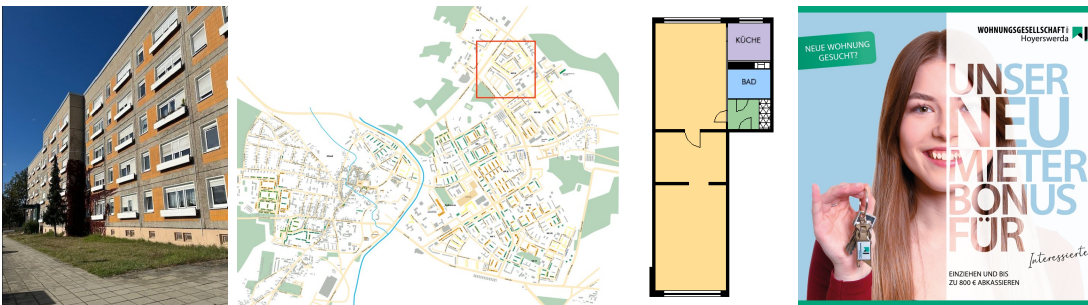 KÜCHE
BAD
WOHNUNGSGESELLSCHAFT
Hoyerswerda
NEUE WOHNUNG
GESUCHT?
UNSER
NEU
MIETER
BONUS
FÜR
Interessierte
EINZIEHEN UND BIS
ZU 800 € ABKASSIEREN